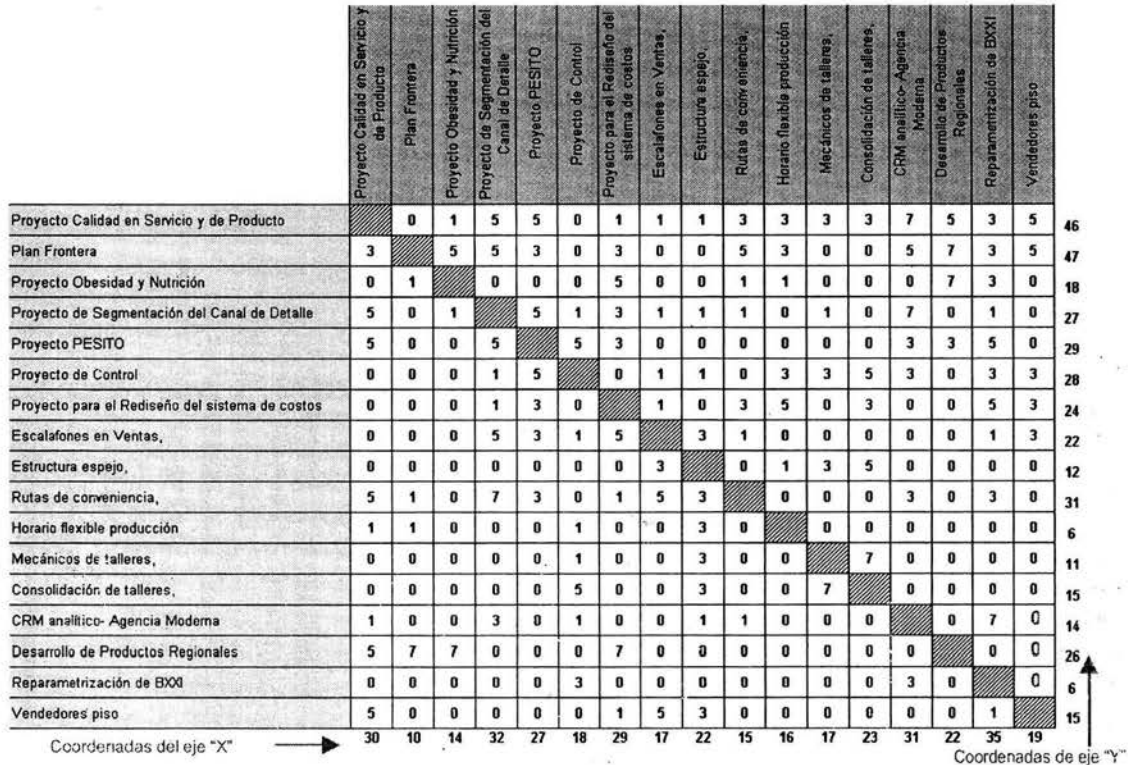 Proyecto Calidad en Servicio y de Producto
Plan Frontera
Proyecto Obesidad y Nutrición
Proyecto de Segmentación del Canal de Detalle
Proyecto PESITO
Proyecto de Control
Proyecto para el Rediseño del sistema de costos
Escalafones en Ventas,
Estructura espejo,
Rutas de conveniencia,
Horario flexible producción
Mecánicos de talleres,
Consolidación de talleres,
CRM analítico- Agencia Moderna
Desarrollo de Productos Regionales
Reparametrización de BXXI
Vendedores piso
Proyecto Calidad en Servicio y de Producto 0 1 5 5 0 1 1 1 3 3 3 3 7 5 3 5 46
Plan Frontera 3 5 5 3 0 3 0 0 5 3 0 0 5 7 3 5 47
Proyecto Obesidad y Nutrición 0 1 0 0 0 5 0 0 1 1 0 0 0 7 3 0 18
Proyecto de Segmentación del Canal de Detalle 5 0 1 5 1 3 1 1 1 0 1 0 7 0 1 0 27
Proyecto PESITO 5 0 0 5 5 3 0 0 0 0 0 0 3 3 5 0 29
Proyecto de Control 0 0 0 1 5 0 1 1 0 3 3 5 3 0 3 3 28
Proyecto para el Rediseño del sistema de costos 0 0 0 1 3 0 1 0 3 5 0 3 0 0 5 3 24
Escalafones en Ventas, 0 0 0 5 3 1 5 3 1 0 0 0 0 0 1 3 22
Estructura espejo, 0 0 0 0 0 0 0 3 0 1 3 5 0 0 0 0 12
Rutas de conveniencia, 5 1 0 7 3 0 1 5 3 0 0 0 3 0 3 0 31
Horario flexible producción 1 1 0 0 0 1 0 0 3 0 0 0 0 0 0 0 6
Mecánicos de talleres, 0 0 0 0 0 1 0 0 3 0 0 7 0 0 0 0 11
Consolidación de talleres, 0 0 0 0 0 5 0 0 3 0 0 7 0 0 0 0 15
CRM analítico- Agencia Moderna 1 0 0 3 0 1 0 0 1 1 0 0 0 0 7 0 14
Desarrollo de Productos Regionales 5 7 7 0 0 0 7 0 0 0 0 0 0 0 0 0 26
Reparametrización de BXXI 0 0 0 0 0 3 0 0 0 0 0 0 0 3 0 0 6
Vendedores piso 5 0 0 0 0 0 1 5 3 0 0 0 0 0 0 1 15
Coordenadas del eje "X" 30 10 14 32 27 18 29 17 22 15 16 17 23 31 22 35 19
Coordenadas de eje "Y"